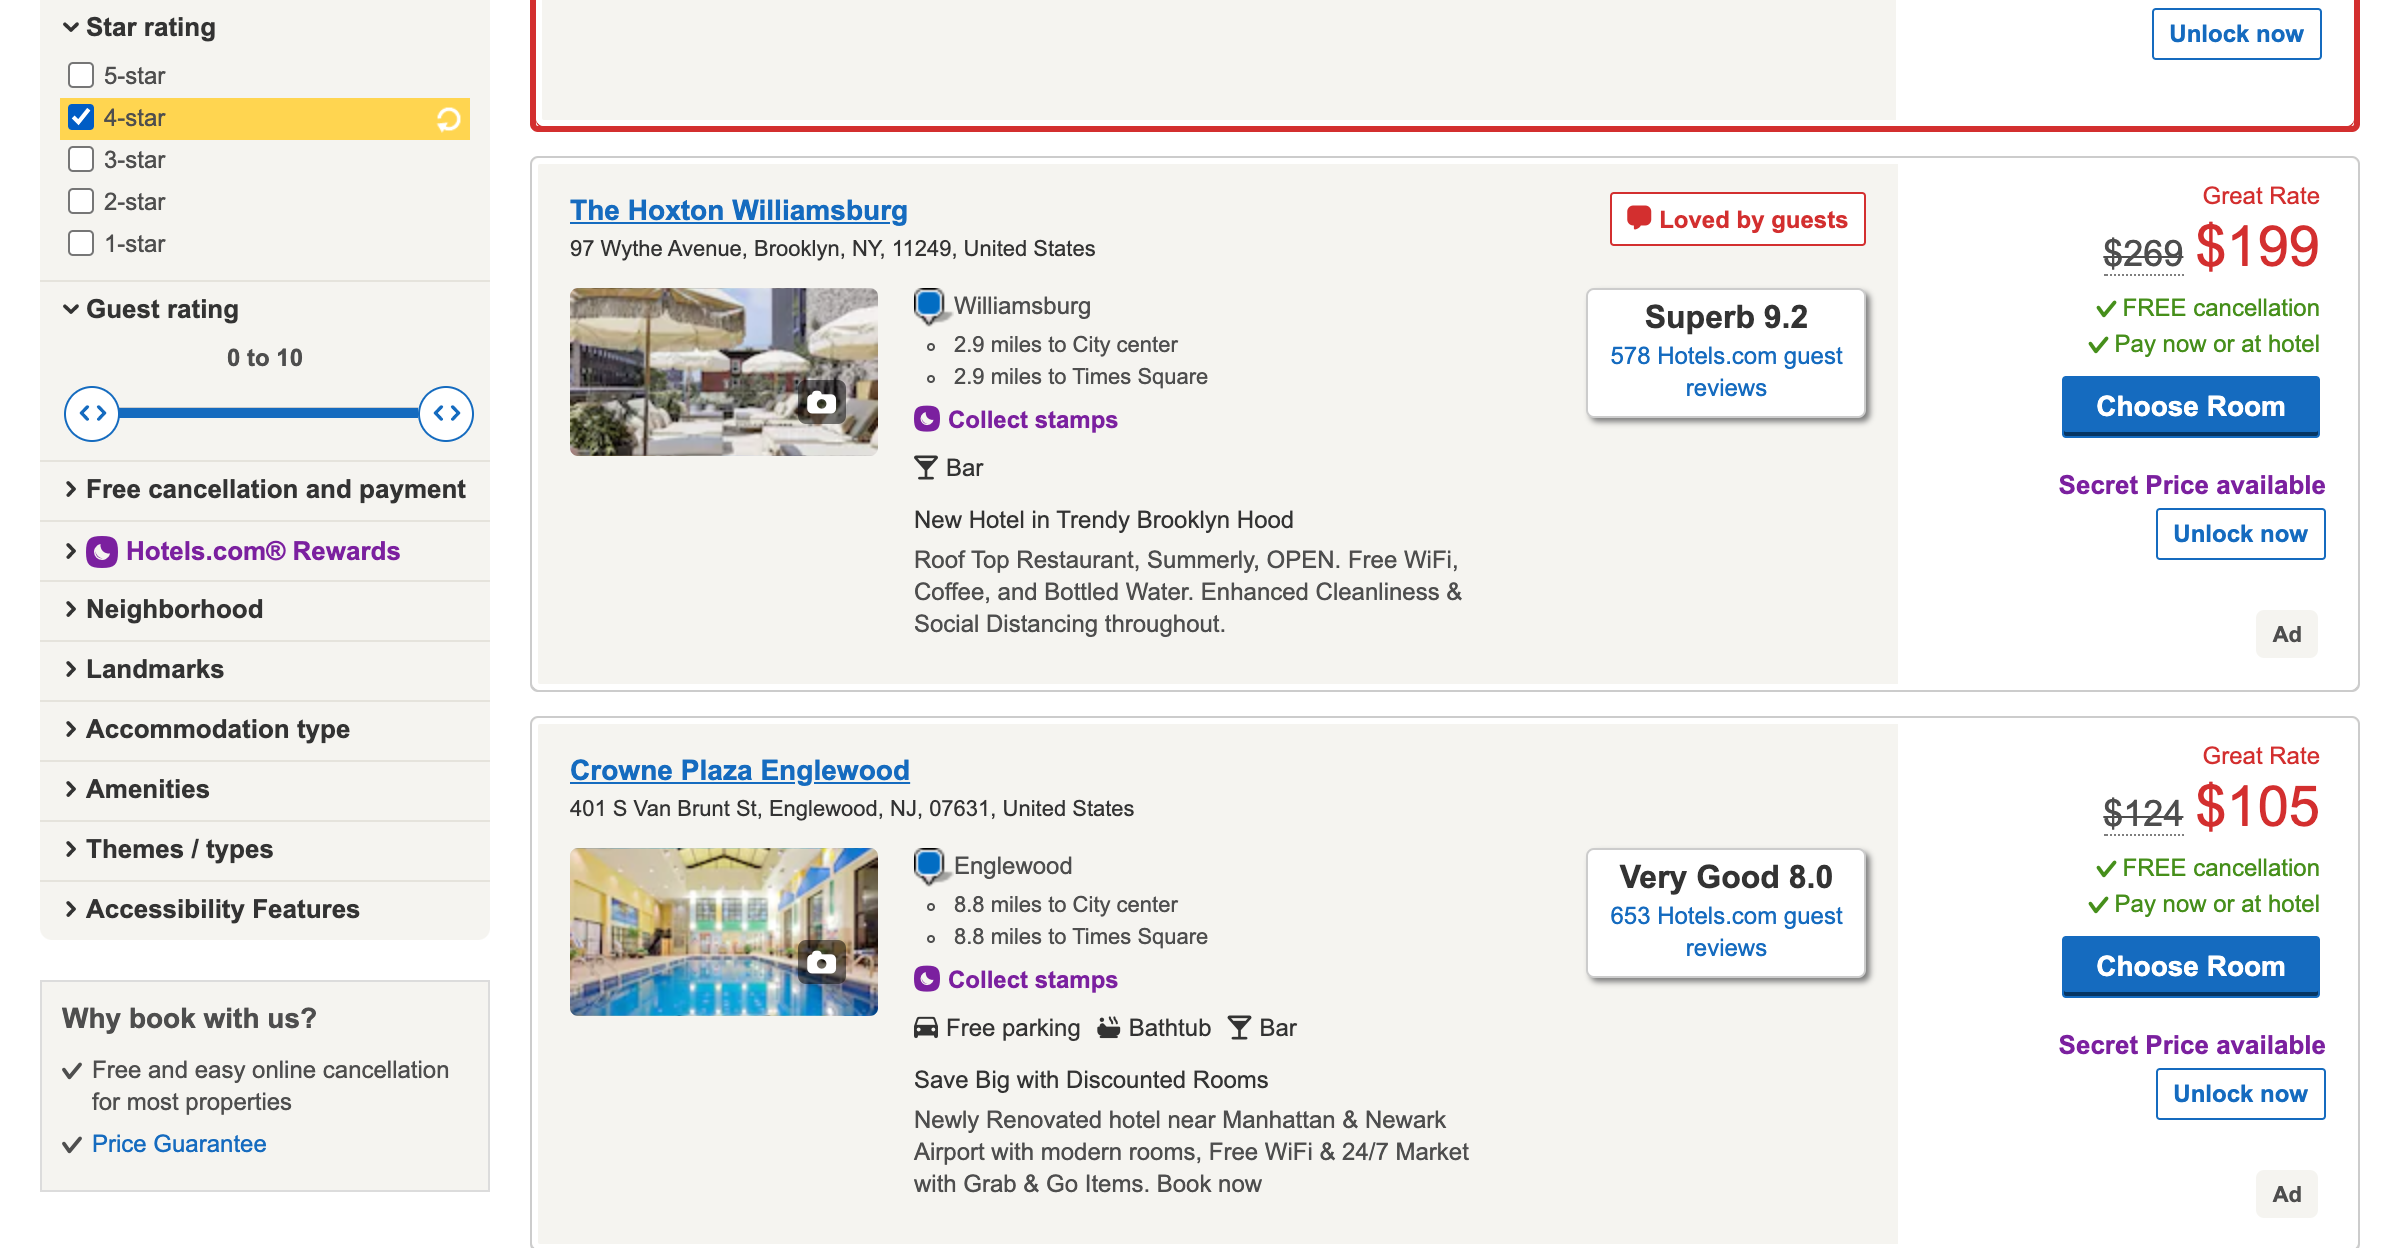 Star rating
5-star
4-star
3-star
2-star
1-star
Guest rating
0 to 10
Free cancellation and payment
Hotels.com® Rewards
Neighborhood
Landmarks
Accommodation type
Amenities
Themes / types
Accessibility Features
Why book with us?
Free and easy online cancellation
for most properties
Price Guarantee
Unlock now
The Hoxton Williamsburg
97 Wythe Avenue, Brooklyn, NY, 11249, United States
Williamsburg
2.9 miles to City center
2.9 miles to Times Square
Collect stamps
Bar
New Hotel in Trendy Brooklyn Hood
Roof Top Restaurant, Summerly, OPEN. Free WiFi,
Coffee, and Bottled Water. Enhanced Cleanliness &
Social Distancing throughout.
Loved by guests
Superb 9.2
578 Hotels.com guest
reviews
Great Rate
$269 $199
FREE cancellation
Pay now or at hotel
Choose Room
Secret Price available
Unlock now
Ad
Crowne Plaza Englewood
401 S Van Brunt St, Englewood, NJ, 07631, United States
Englewood
8.8 miles to City center
8.8 miles to Times Square
Collect stamps
Free parking Bathtub Bar
Save Big with Discounted Rooms
Newly Renovated hotel near Manhattan & Newark
Airport with modern rooms, Free WiFi & 24/7 Market
with Grab & Go Items. Book now
Very Good 8.0
653 Hotels.com guest
reviews
Great Rate
$124 $105
FREE cancellation
Pay now or at hotel
Choose Room
Secret Price available
Unlock now
Ad